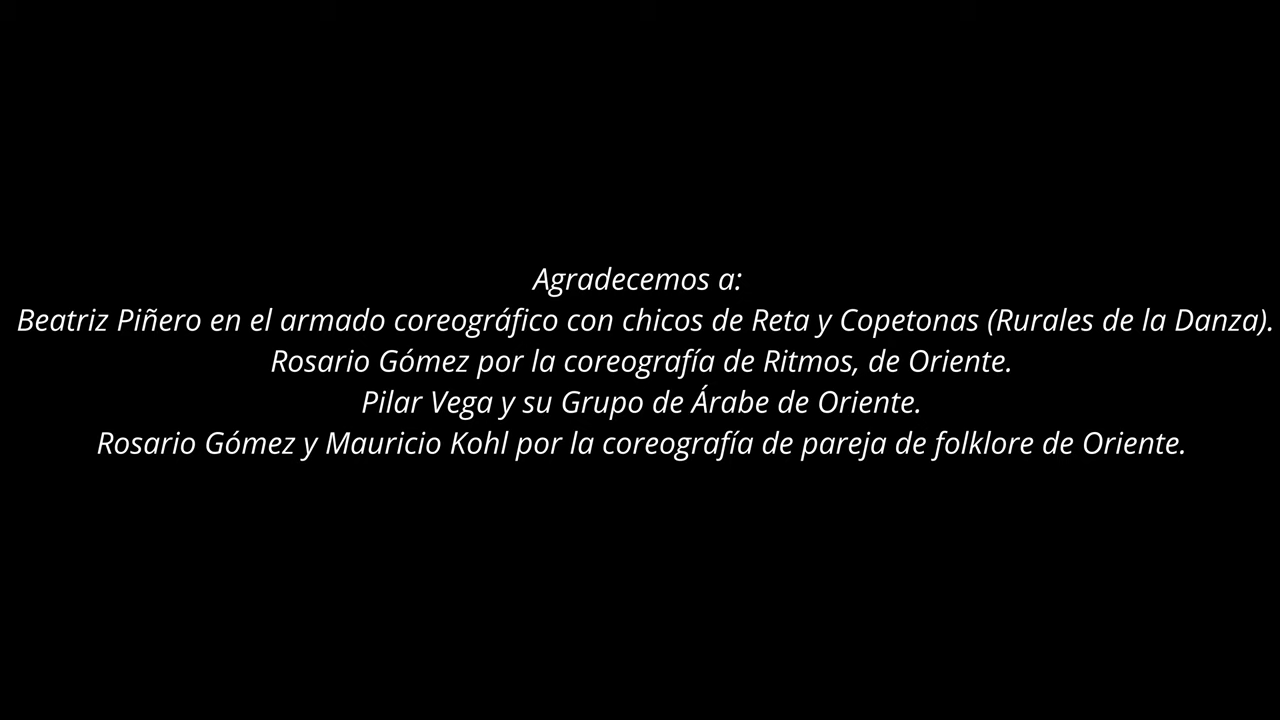 Agradecemos a:
Beatriz Piñero en el armado coreográfico con chicos de Reta y Copetonas (Rurales de la Danza).
Rosario Gómez por la coreografía de Ritmos, de Oriente.
Pilar Vega y su Grupo de Árabe de Oriente.
Rosario Gómez y Mauricio Kohl por la coreografía de pareja de folklore de Oriente.